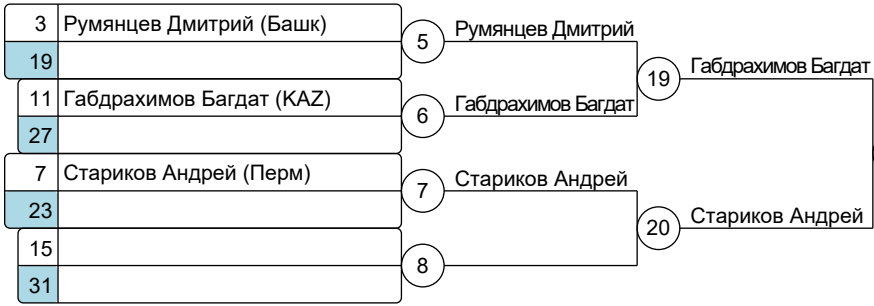 3 Румянцев Дмитрий (Башк)
19
5
Румянцев Дмитрий
11 Габдрахимов Багдат (KAZ)
27
6
Габдрахимов Багдат
19
Габдрахимов Багдат
7 Стариков Андрей (Перм)
23
7
Стариков Андрей
15
31
8
20
Стариков Андрей